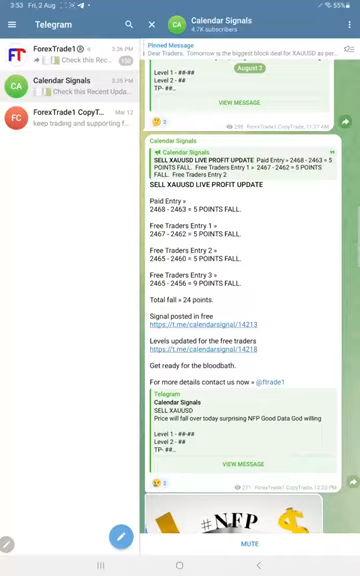 3:53 Fri, 2 Aug
55%
Telegram
ForexTrade1 6
3:26 PM
Check this Rec...
Calendar Signals
3:25 PM
Check this Recent Upda...
ForexTrade1 CopyT...
Mar 12
keep trading and supporting f...
FT
CA
FC
CA
Calendar Signals
4.7K subscribers
Pinned Message
Dear Traders. Tomorrow is the biggest block deal for XAUUSD as per...
August 2
Level 1 - ##-##
Level 2 - ##
TP- ##..
VIEW MESSAGE
3
295 ForexTrade1 CopyTrade, 11:37 AM
Calendar Signals
Calendar Signals
SELL XAUUSD LIVE PROFIT UPDATE Paid Entry » 2468 - 2463 = 5
POINTS FALL. Free Traders Entry 1 » 2467 - 2462 = 5 POINTS
FALL. Free Traders Entry 2
SELL XAUUSD LIVE PROFIT UPDATE
Paid Entry »
2468 - 2463 = 5 POINTS FALL.
Free Traders Entry 1 »
2467 - 2462 = 5 POINTS FALL.
Free Traders Entry 2 »
2465 - 2460 = 5 POINTS FALL.
Free Traders Entry 3 »
2465 - 2456 = 9 POINTS FALL.
Total fall » 24 points.
Signal posted in free
https://t.me/calendarsignal/14213
Levels updated for the free traders
https://t.me/calendarsignal/14218
Get ready for the bloodbath.
For more details contact us now » @ftrade1
Telegram
Calendar Signals
SELL XAUUSD
Price will fall over today surprising NFP Good Data God willing
Level 1 - ##-##
Level 2 - ##
TP- ##..
VIEW MESSAGE
2
271 ForexTrade1 CopyTrade, 12:20 PM
#NFP
MUTE